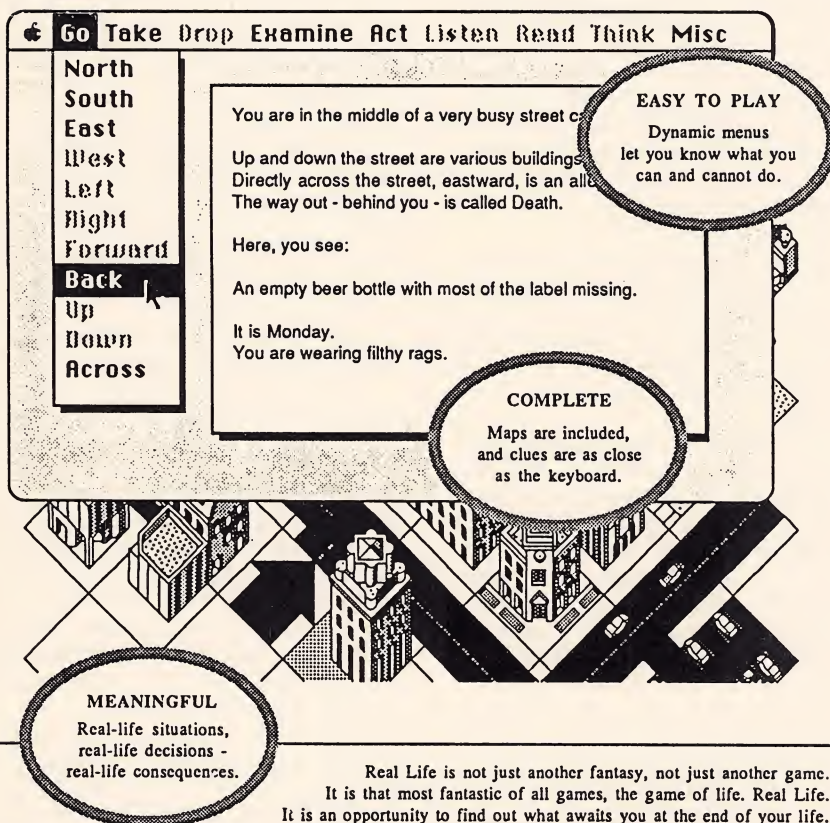 Go Take Drop Examine Act Listen Read Think Misc
North
South
East
West
Left
Right
Forward
Back
Up
Down
Across
You are in the middle of a very busy street c
Up and down the street are various buildings
Directly across the street, eastward, is an
The way out - behind you - is called Death.
Here, you see:
An empty beer bottle with most of the label missing.
It is Monday.
You are wearing filthy rags.
EASY TO PLAY
Dynamic menus
let you know what you
can and cannot do.
COMPLETE
Maps are included,
and clues are as close
as the keyboard.
MEANINGFUL
Real-life situations,
real-life decisions -
real-life consequences.
Real Life is not just another fantasy, not just another game.
It is that most fantastic of all games, the game of life. Real Life.
It is an opportunity to find out what awaits you at the end of your life.